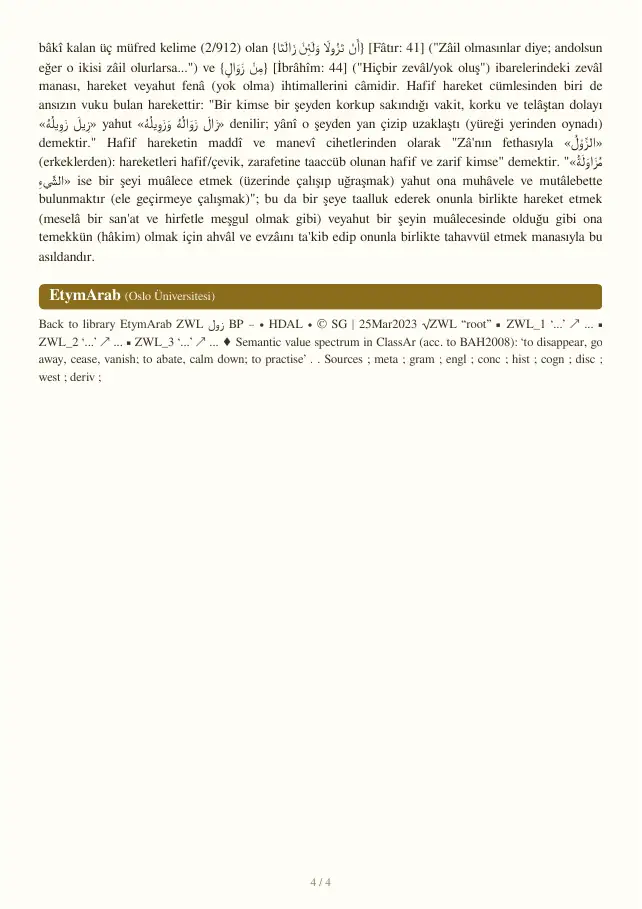 bâkî kalan üç müfred kelime (2/912) olan {أَنْ تَزُولَا وَلَئِنْ زَالَتَا} [Fâtır: 41] ("Zâil olmasınlar diye; andolsun
eğer o ikisi zâil olurlarsa...") ve {مِنْ زَوَالٍ} [İbrâhîm: 44] ("Hiçbir zevâl/yok oluş") ibarelerindeki zevâl
manası, hareket veyahut fenâ (yok olma) ihtimallerini câmidir. Hafif hareket cümlesinden biri de
ansızın vuku bulan harekettir: "Bir kimse bir şeyden korkup sakındığı vakit, korku ve telâştan dolayı
«زِيلَ زَوِيلُهُ» yahut «زَالَ زَوَالُهُ وَزَوِيلُهُ» denilir; yânî o şeyden yan çizip uzaklaştı (yüreği yerinden oynadı)
demektir." Hafif hareketin maddî ve manevî cihetlerinden olarak "Zâ'nın fethasıyla «الزَّوْلُ»
(erkeklerden): hareketleri hafif/çevik, zarafetine taaccüb olunan hafif ve zarif kimse" demektir. "«مُزَاوَلَةُ
الشَّيءِ» ise bir şeyi muâlece etmek (üzerinde çalışıp uğraşmak) yahut ona muhâvele ve mutâlebette
bulunmaktır (ele geçirmeye çalışmak)"; bu da bir şeye taalluk ederek onunla birlikte hareket etmek
(meselâ bir san'at ve hirfetle meşgul olmak gibi) veyahut bir şeyin muâlecesinde olduğu gibi ona
temekkün (hâkim) olmak için ahvâl ve evzâını ta'kib edip onunla birlikte tahavvül etmek manasıyla bu
asıldandır.
EtymArab (Oslo Üniversitesi)
Back to library EtymArab ZWL زول BP – • HDAL • © SG | 25Mar2023 √ZWL “root” ▪ ZWL_1 ‘...’ ↗ ... ▪
ZWL_2 ‘...’ ↗ ... ▪ ZWL_3 ‘...’ ↗ ... ♦ Semantic value spectrum in ClassAr (acc. to BAH2008): ‘to disappear, go
away, cease, vanish; to abate, calm down; to practise’ . . Sources ; meta ; gram ; engl ; conc ; hist ; cogn ; disc ;
west ; deriv ;
4 / 4